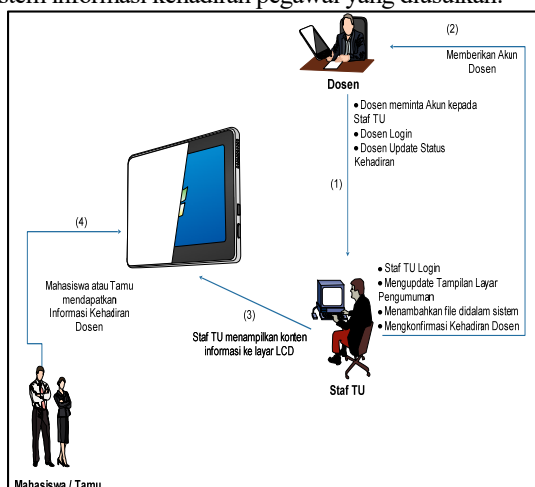 stem informasi kehadiran pegawai yang diusulkan.
(2)
Memberikan Akun
Dosen
Dosen
• Dosen meminta Akun kepada
Staf TU
• Dosen Login
• Dosen Update Status
Kehadiran
(1)
(4)
Mahasiswa atau Tamu
mendapatkan
Informasi Kehadiran
Dosen
(3)
Staf TU menampilkan konten
informasi ke layar LCD
• Staf TU Login
• Mengupdate Tampilan Layar
Pengumuman
• Menambahkan file didalam sistem
• Mengkonfirmasi Kehadiran Dosen
Staf TU
Mahasiswa / Tamu